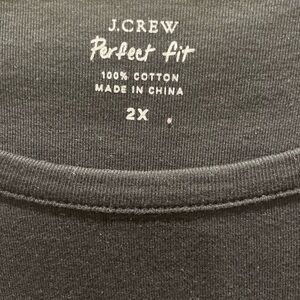 J.CREW
Perfect fit
100% COTTON
MADE IN CHINA
2X